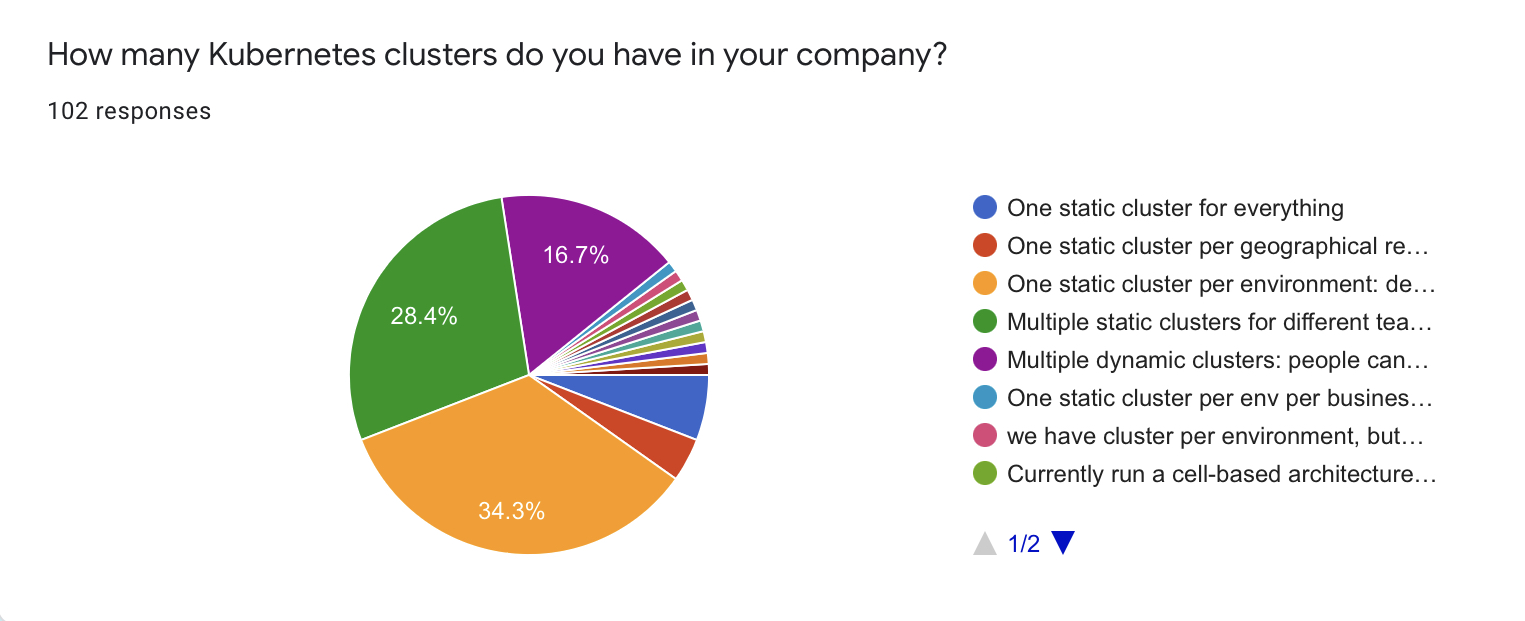 How many Kubernetes clusters do you have in your company?
102 responses
16.7%
28.4%
34.3%
One static cluster for everything
One static cluster per geographical re…
One static cluster per environment: de…
Multiple static clusters for different tea…
Multiple dynamic clusters: people can…
One static cluster per env per busines…
we have cluster per environment, but…
Currently run a cell-based architecture…
1/2